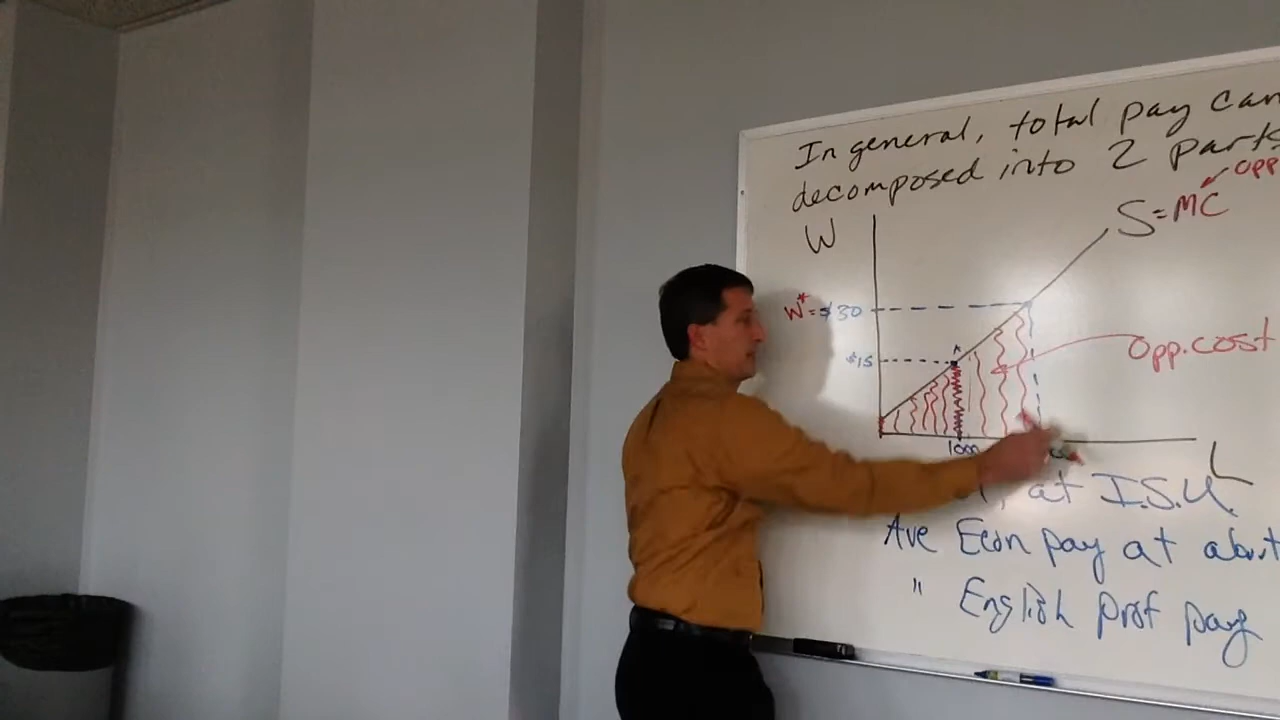 In general, total pay can
decomposed into 2 parts
opp
S=MC
W
W*=$30
$15
Opp.cost
1000
L
at I.S.U.
Ave Econ pay at about
" English prof pay